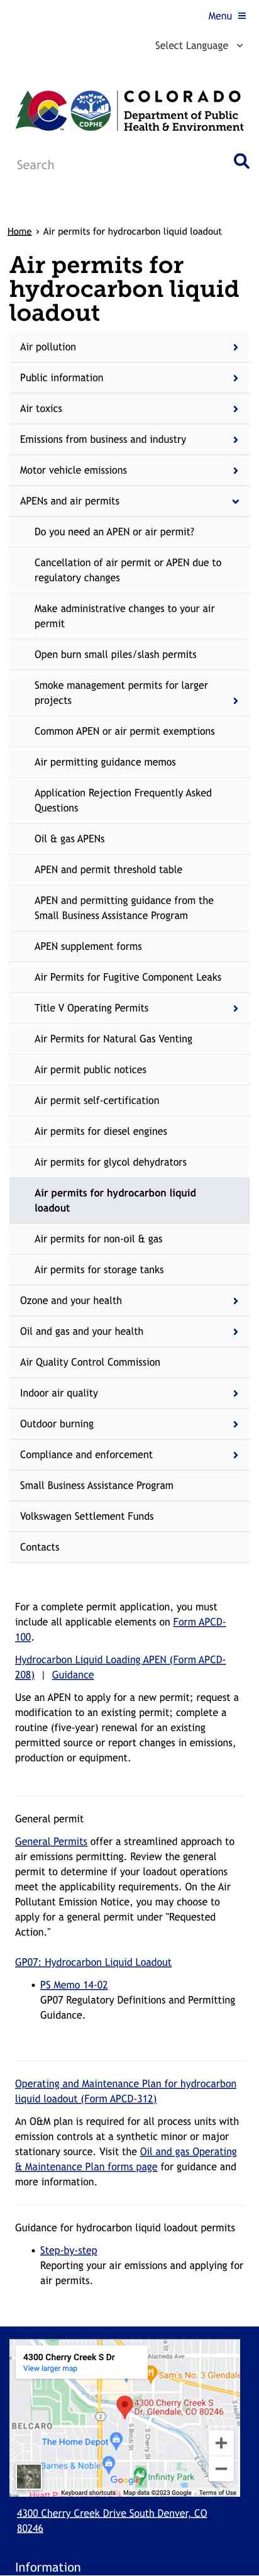 Menu
Select Language
COLORADO
Department of Public
Health & Environment
CDPHE
Search
Home › Air permits for hydrocarbon liquid loadout
Air permits for
hydrocarbon liquid
loadout
Air pollution
Public information
Air toxics
Emissions from business and industry
Motor vehicle emissions
APENs and air permits
Do you need an APEN or air permit?
Cancellation of air permit or APEN due to
regulatory changes
Make administrative changes to your air
permit
Open burn small piles/slash permits
Smoke management permits for larger
projects
Common APEN or air permit exemptions
Air permitting guidance memos
Application Rejection Frequently Asked
Questions
Oil & gas APENs
APEN and permit threshold table
APEN and permitting guidance from the
Small Business Assistance Program
APEN supplement forms
Air Permits for Fugitive Component Leaks
Title V Operating Permits
Air Permits for Natural Gas Venting
Air permit public notices
Air permit self-certification
Air permits for diesel engines
Air permits for glycol dehydrators
Air permits for hydrocarbon liquid
loadout
Air permits for non-oil & gas
Air permits for storage tanks
Ozone and your health
Oil and gas and your health
Air Quality Control Commission
Indoor air quality
Outdoor burning
Compliance and enforcement
Small Business Assistance Program
Volkswagen Settlement Funds
Contacts
For a complete permit application, you must
include all applicable elements on Form APCD-
100.
Hydrocarbon Liquid Loading APEN (Form APCD-
208) | Guidance
Use an APEN to apply for a new permit; request a
modification to an existing permit; complete a
routine (five-year) renewal for an existing
permitted source or report changes in emissions,
production or equipment.
General permit
General Permits offer a streamlined approach to
air emissions permitting. Review the general
permit to determine if your loadout operations
meet the applicability requirements. On the Air
Pollutant Emission Notice, you may choose to
apply for a general permit under "Requested
Action."
GP07: Hydrocarbon Liquid Loadout
• PS Memo 14-02
GP07 Regulatory Definitions and Permitting
Guidance.
Operating and Maintenance Plan for hydrocarbon
liquid loadout (Form APCD-312)
An O&M plan is required for all process units with
emission controls at a synthetic minor or major
stationary source. Visit the Oil and gas Operating
& Maintenance Plan forms page for guidance and
more information.
Guidance for hydrocarbon liquid loadout permits
• Step-by-step
Reporting your air emissions and applying for
air permits.
4300 Cherry Creek S Dr
View larger map
Alameda Ave
Sam's No. 3 Glendale
4300 Cherry Creek S
Dr, Glendale, CO 80246
BELCARO
The Home Depot
Barnes & Noble
Google
Infinity Park
Hyatt P
Keyboard shortcuts Map data ©2023 Google Terms of Use
4300 Cherry Creek Drive South Denver, CO
80246
Information